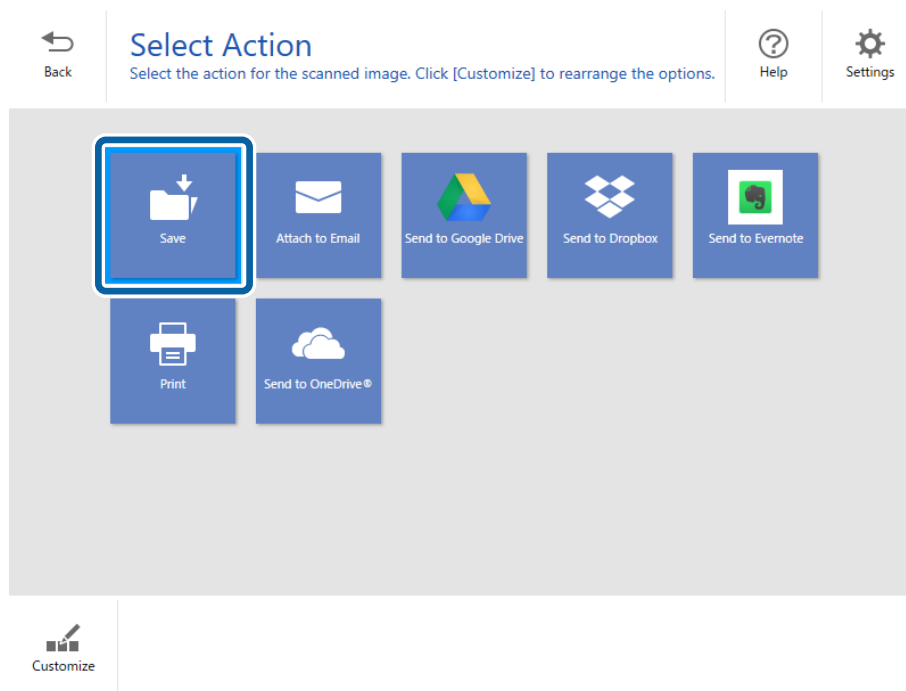 Select Action
Select the action for the scanned image. Click [Customize] to rearrange the options.
Back
Help
Settings
Save
Attach to Email
Send to Google Drive
Send to Dropbox
Send to Evernote
Print
Send to OneDrive®
Customize